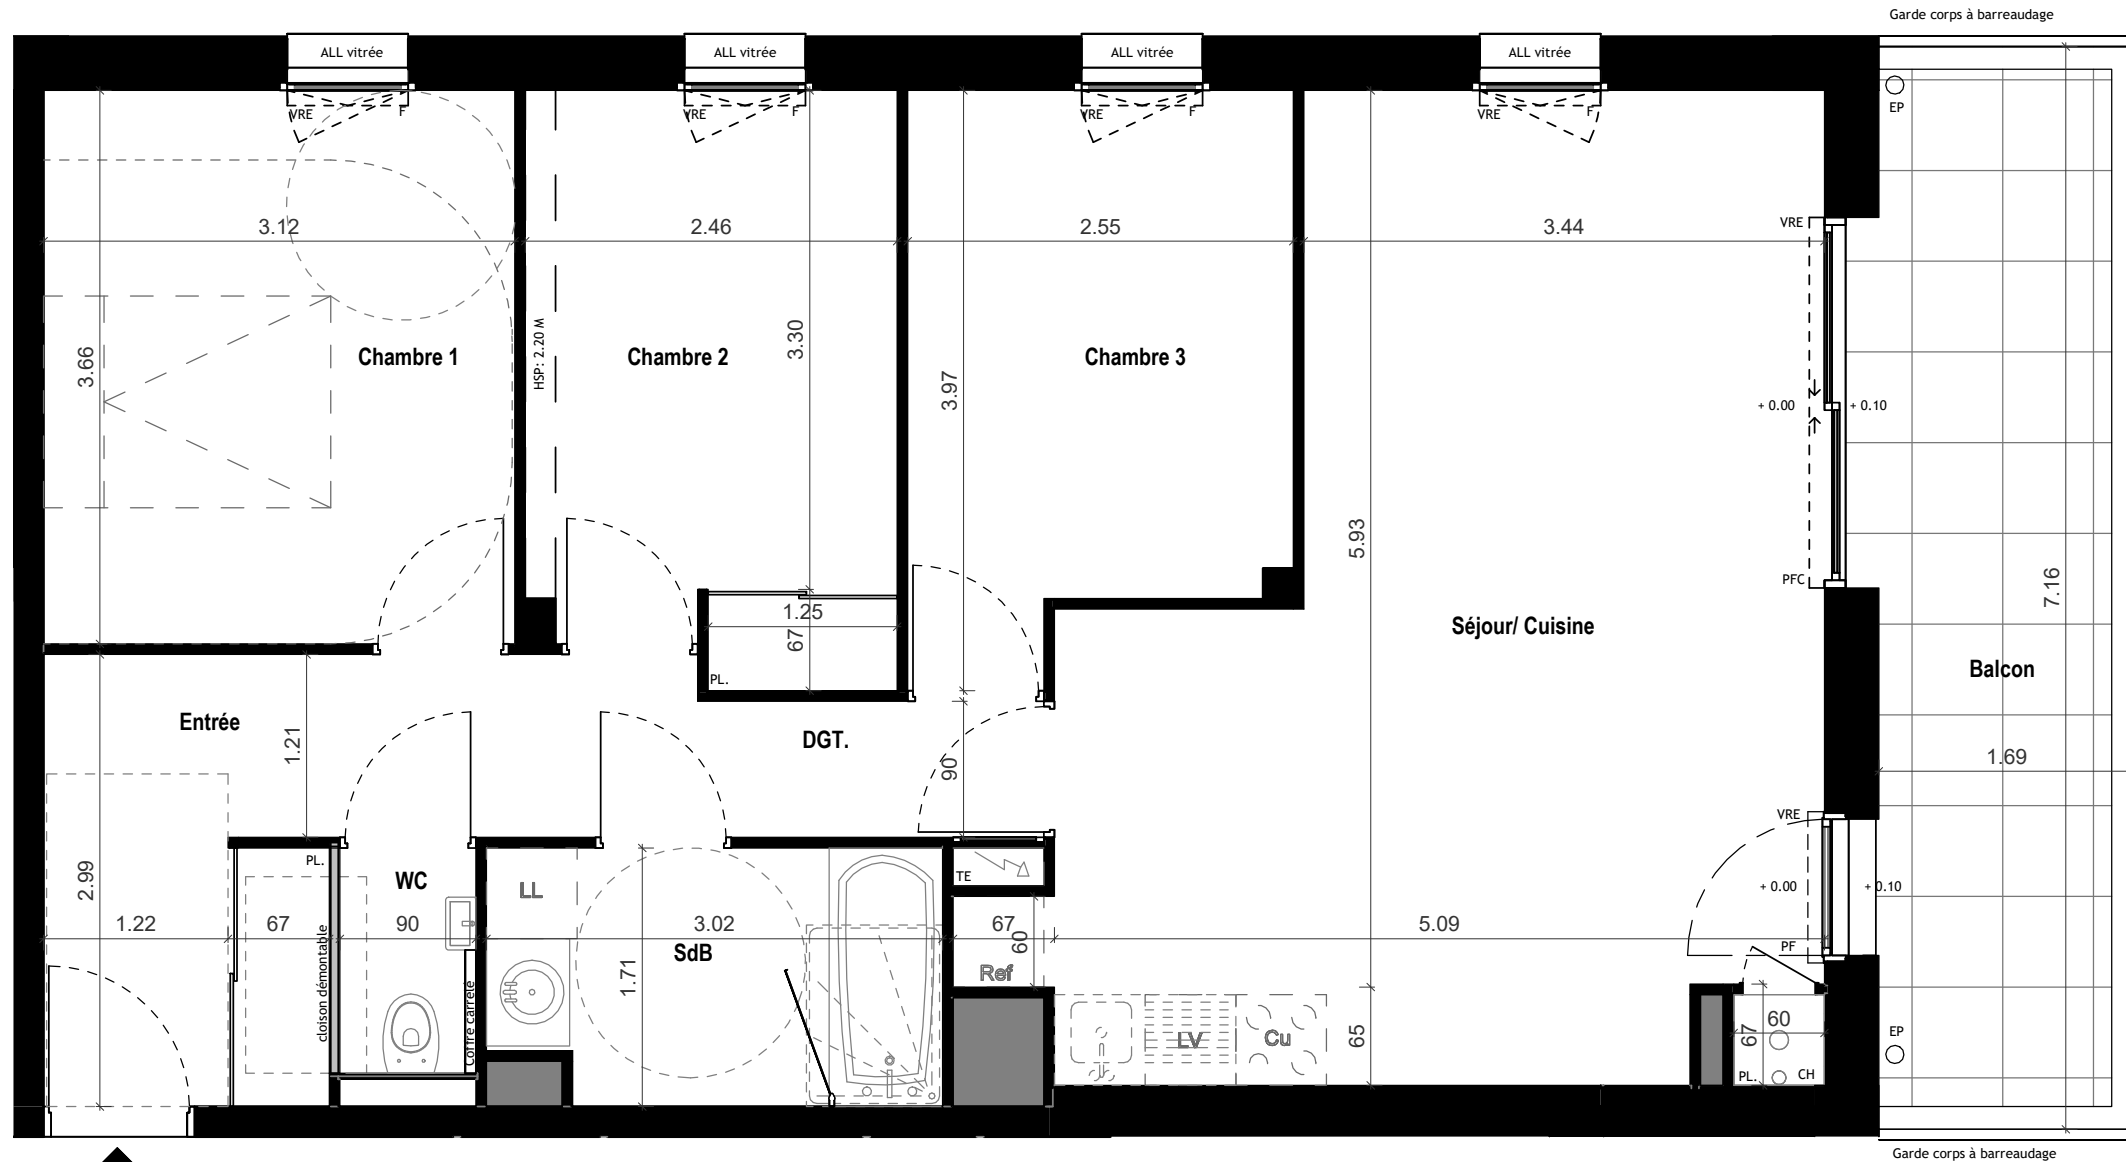 Garde corps à barreaudage
ALL vitrée
ALL vitrée
ALL vitrée
ALL vitrée
VRE
F
VRE
F
VRE
F
VRE
F
EP
3.12
2.46
2.55
3.44
VRE
3.66
Chambre 1
HSP: 2.20 M
Chambre 2
3.30
3.97
Chambre 3
+ 0.00
+ 0.10
5.93
PFC
7.16
1.25
67
PL.
Séjour/ Cuisine
Balcon
Entrée
1.21
DGT.
90
1.69
VRE
2.99
PL.
WC
LL
TE
+ 0.00
+ 0.10
1.22
67
90
3.02
67
60
5.09
cloison démontable
Coffre carrelé
SdB
1.71
Ref
PF
65
LV
Cu
67
60
EP
PL.
CH
Garde corps à barreaudage